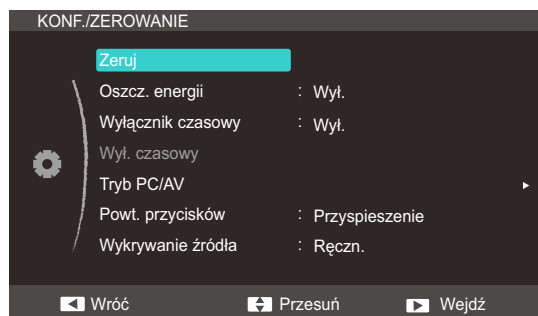 KONF./ZEROWANIE
Zeruj
Oszcz. energii : Wył.
Wyłącznik czasowy : Wył.
Wył. czasowy
Tryb PC/AV
Powt. przycisków : Przyspieszenie
Wykrywanie źródła : Ręczn.
Wróć Przesuń Wejdź